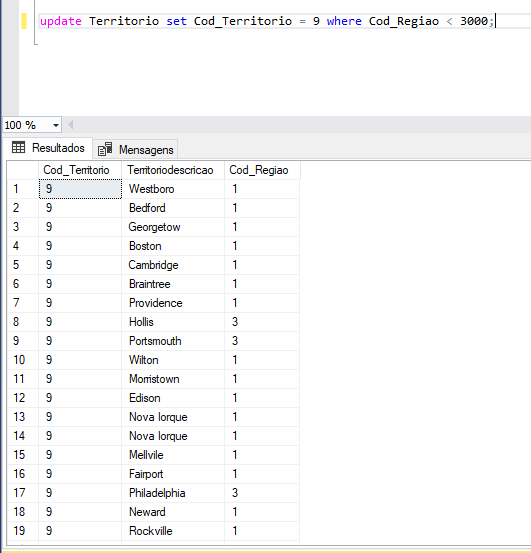 update Territorio set Cod_Territorio = 9 where Cod_Regiao < 3000;
100 %
Resultados Mensagens
Cod_Territorio Territoriodescricao Cod_Regiao
1 9 Westboro 1
2 9 Bedford 1
3 9 Georgetow 1
4 9 Boston 1
5 9 Cambridge 1
6 9 Braintree 1
7 9 Providence 1
8 9 Hollis 3
9 9 Portsmouth 3
10 9 Wilton 1
11 9 Morristown 1
12 9 Edison 1
13 9 Nova Iorque 1
14 9 Nova Iorque 1
15 9 Mellvile 1
16 9 Fairport 1
17 9 Philadelphia 3
18 9 Neward 1
19 9 Rockville 1